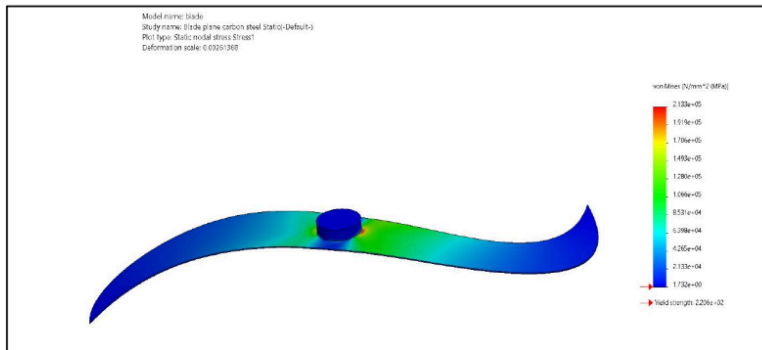 Model name: blade
Study name: Blade plane carbon steel Static(-Default-)
Plot type: Static nodal stress Stress1
Deformation scale: 0.00261368
von Mises (N/mm^2 (MPa))
2.133e+05
1.919e+05
1.706e+05
1.493e+05
1.280e+05
1.066e+05
8.531e+04
6.398e+04
4.265e+04
2.133e+04
1.732e+00
Yield strength: 2.206e+02